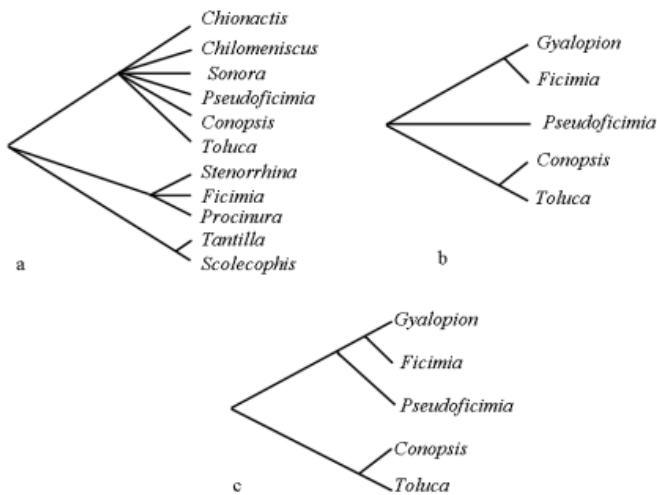 Chionactis
Chilomeniscus
Sonora
Pseudoficimia
Conopsis
Toluca
Stenorrhina
Ficimia
Procinura
Tantilla
Scolecophis
a
Gyalopion
Ficimia
Pseudoficimia
Conopsis
Toluca
b
Gyalopion
Ficimia
Pseudoficimia
Conopsis
Toluca
c